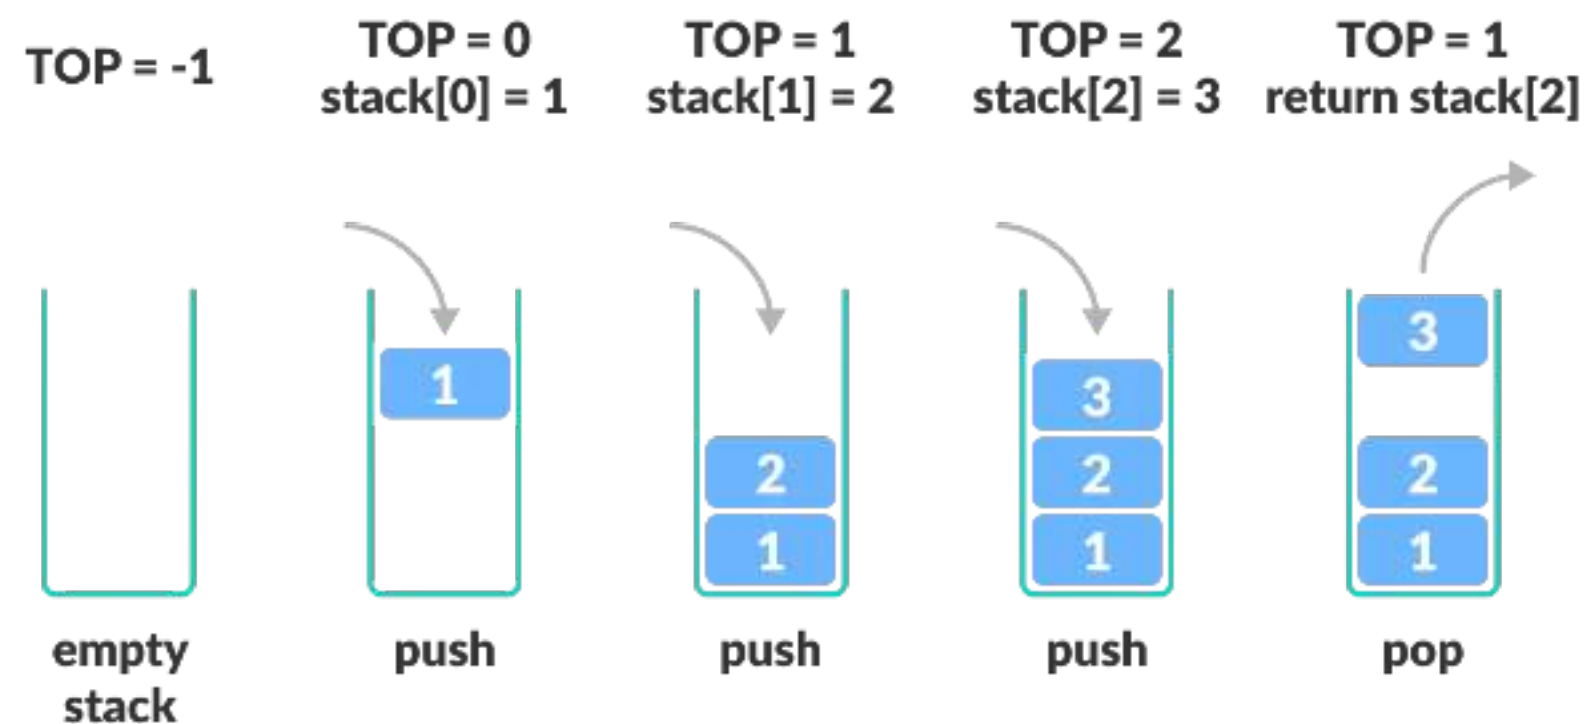 TOP = -1
TOP = 0
stack[0] = 1
TOP = 1
stack[1] = 2
TOP = 2
stack[2] = 3
TOP = 1
return stack[2]
1
2
1
3
2
1
3
2
1
empty
stack
push
push
push
pop